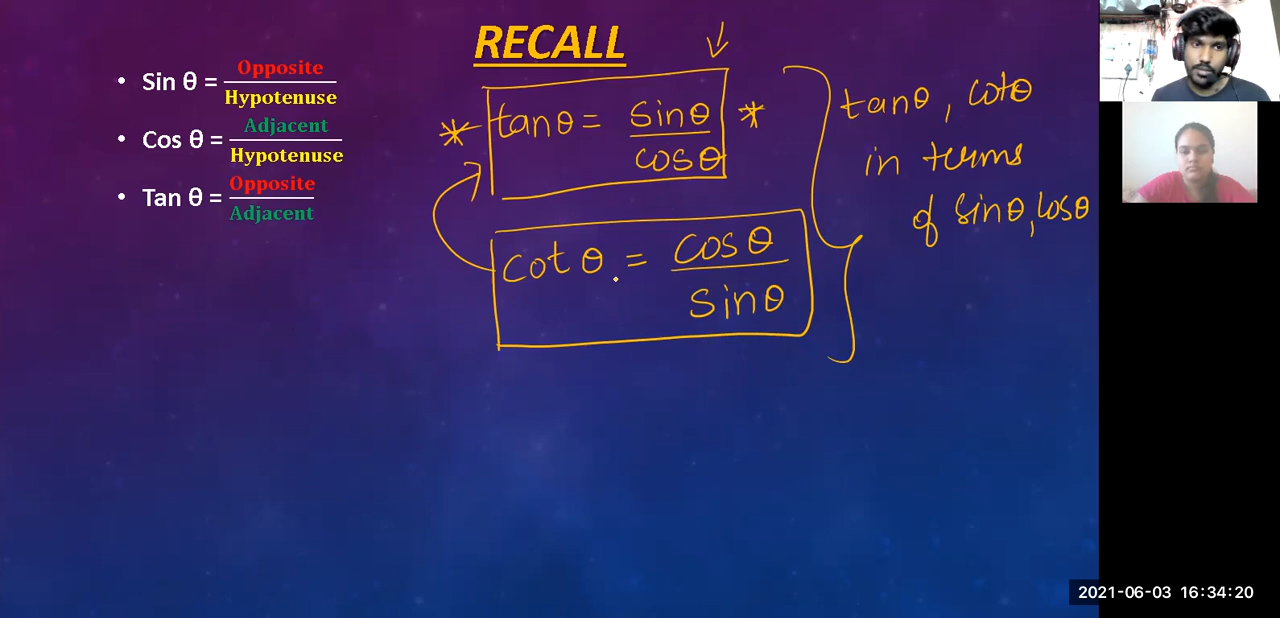 RECALL
• Sin θ = Opposite / Hypotenuse
• Cos θ = Adjacent / Hypotenuse
• Tan θ = Opposite / Adjacent
* tanθ = sinθ / cosθ *
cot θ . = cosθ / sinθ
tanθ, cotθ
in terms
of sinθ, cosθ
2021-06-03 16:34:20